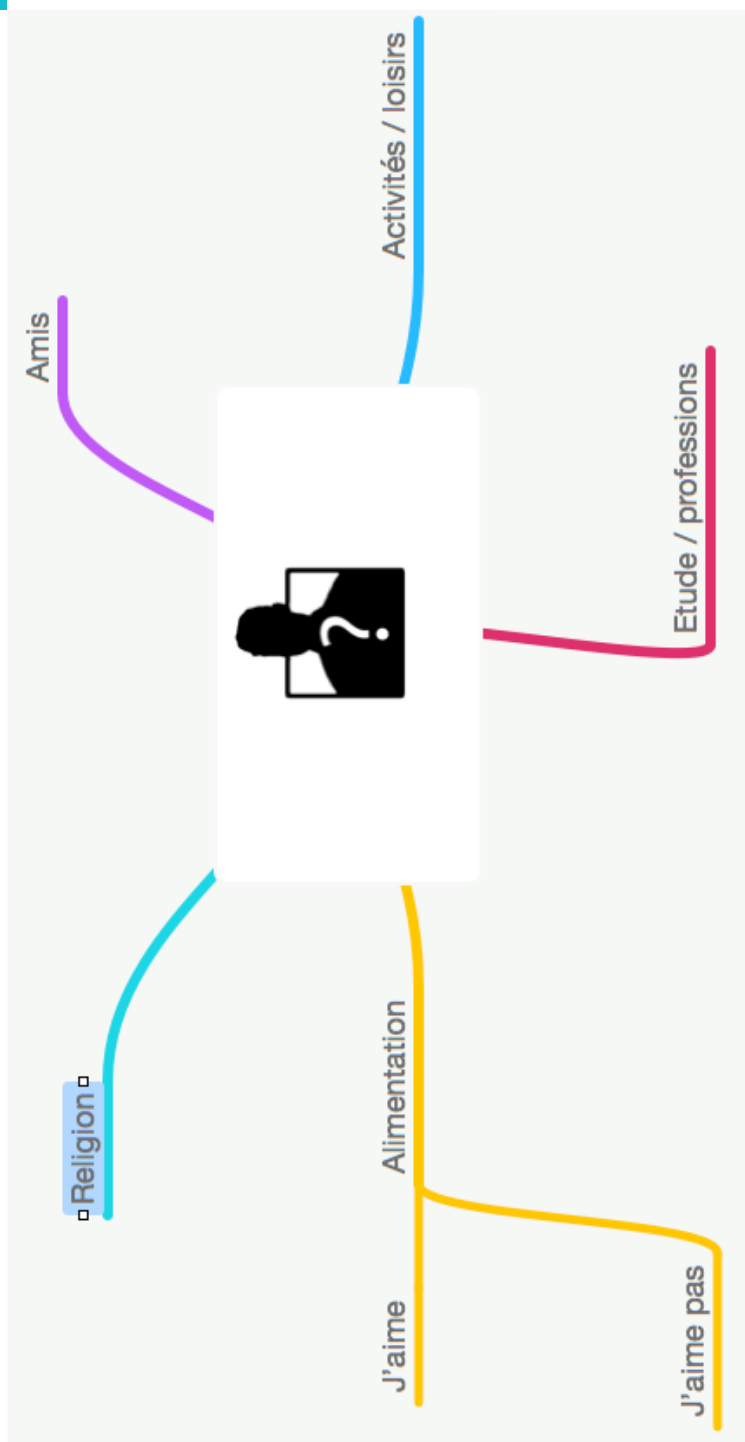 Amis
Activités / loisirs
?
Etude / professions
Religion
Alimentation
J'aime
J'aime pas